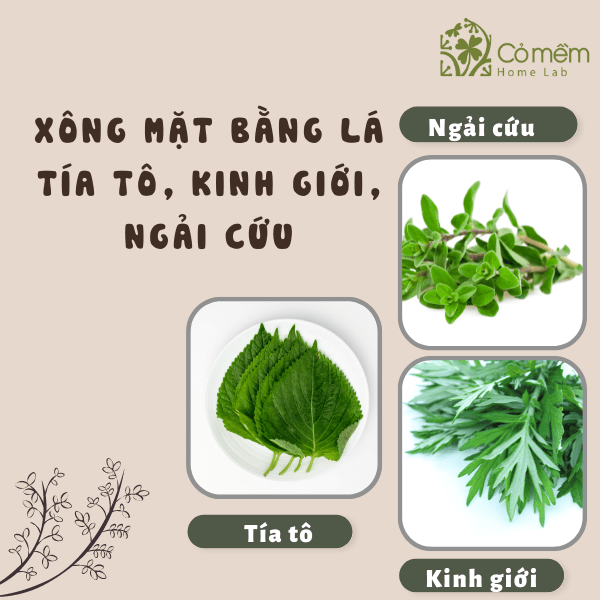 Cỏ mềm
Home Lab
XÔNG MẶT BẰNG LÁ
TÍA TÔ, KINH GIỚI,
NGẢI CỨU
Ngải cứu
Tía tô
Kinh giới